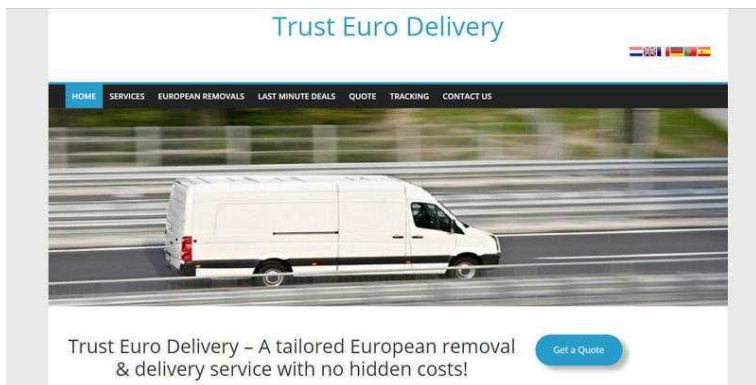 Trust Euro Delivery
HOME SERVICES EUROPEAN REMOVALS LAST MINUTE DEALS QUOTE TRACKING CONTACT US
Trust Euro Delivery – A tailored European removal
& delivery service with no hidden costs!
Get a Quote